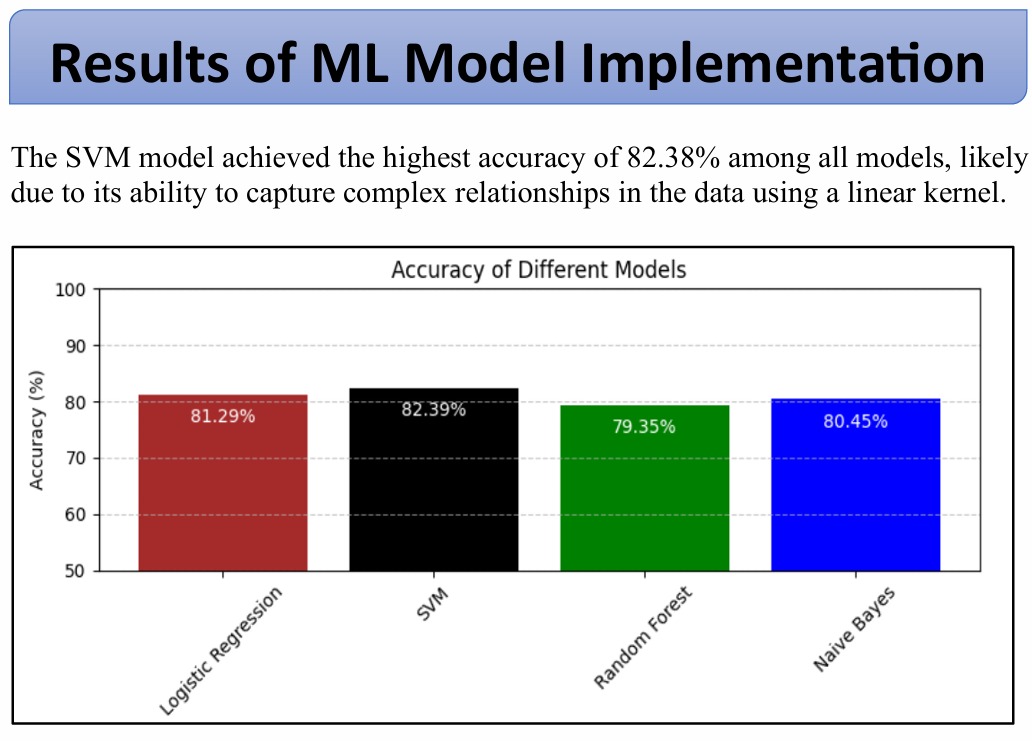 Results of ML Model Implementation
The SVM model achieved the highest accuracy of 82.38% among all models, likely
due to its ability to capture complex relationships in the data using a linear kernel.
Accuracy of Different Models
Accuracy (%)
100
90
80
70
60
50
81.29%
82.39%
79.35%
80.45%
Logistic Regression
SVM
Random Forest
Naive Bayes